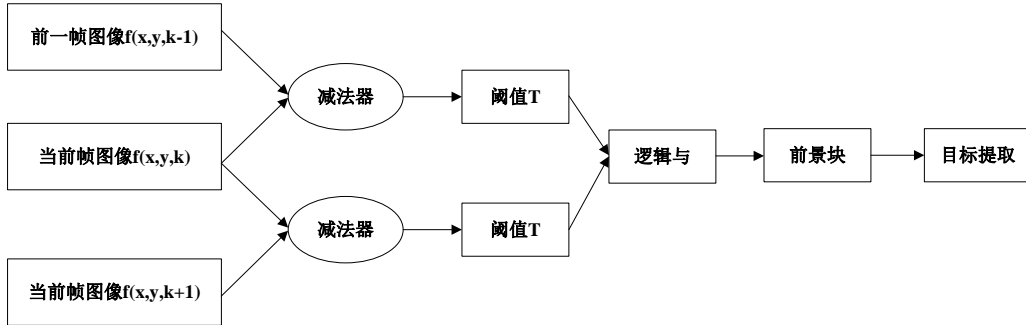 前一帧图像f(x,y,k-1)
减法器
阈值T
当前帧图像f(x,y,k)
逻辑与
前景块
目标提取
减法器
阈值T
当前帧图像f(x,y,k+1)